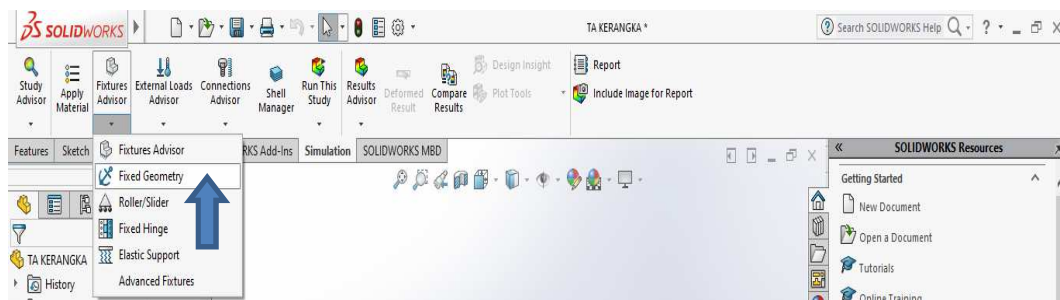 SOLIDWORKS
TA KERANGKA *
Search SOLIDWORKS Help
Study Advisor
Apply Material
Fixtures Advisor
External Loads Advisor
Connections Advisor
Shell Manager
Run This Study
Results Advisor
Deformed Result
Compare Results
Design Insight
Plot Tools
Report
Include Image for Report
Features
Sketch
RKS Add-Ins
Simulation
SOLIDWORKS MBD
Fixtures Advisor
Fixed Geometry
Roller/Slider
Fixed Hinge
Elastic Support
Advanced Fixtures
TA KERANGKA
History
SOLIDWORKS Resources
Getting Started
New Document
Open a Document
Tutorials
Online Training